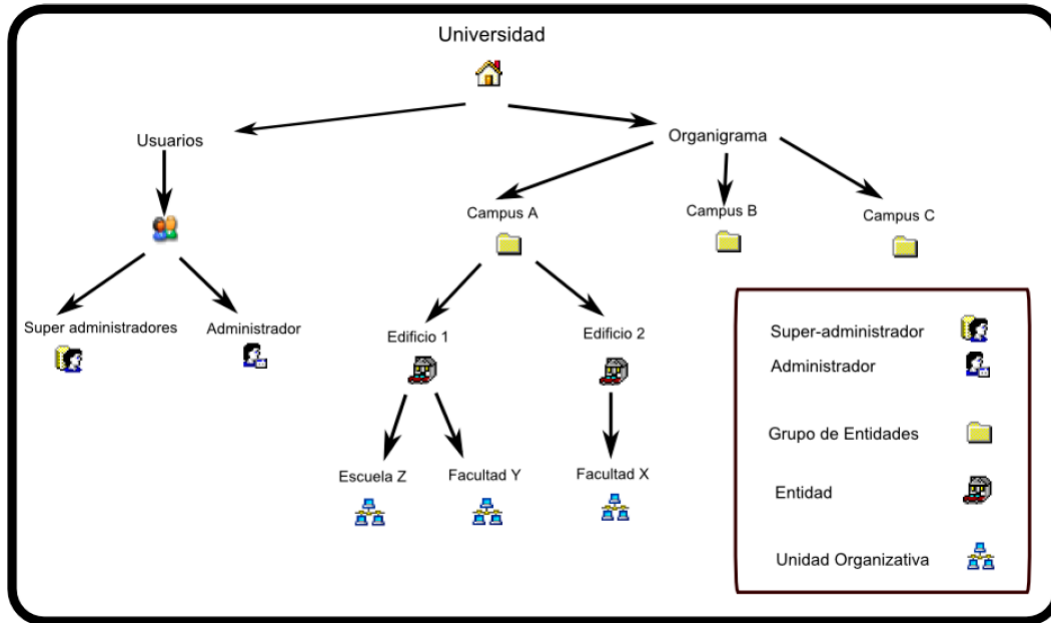 Universidad
Usuarios
Organigrama
Campus A
Campus B
Campus C
Super administradores
Administrador
Edificio 1
Edificio 2
Escuela Z
Facultad Y
Facultad X
Super-administrador
Administrador
Grupo de Entidades
Entidad
Unidad Organizativa